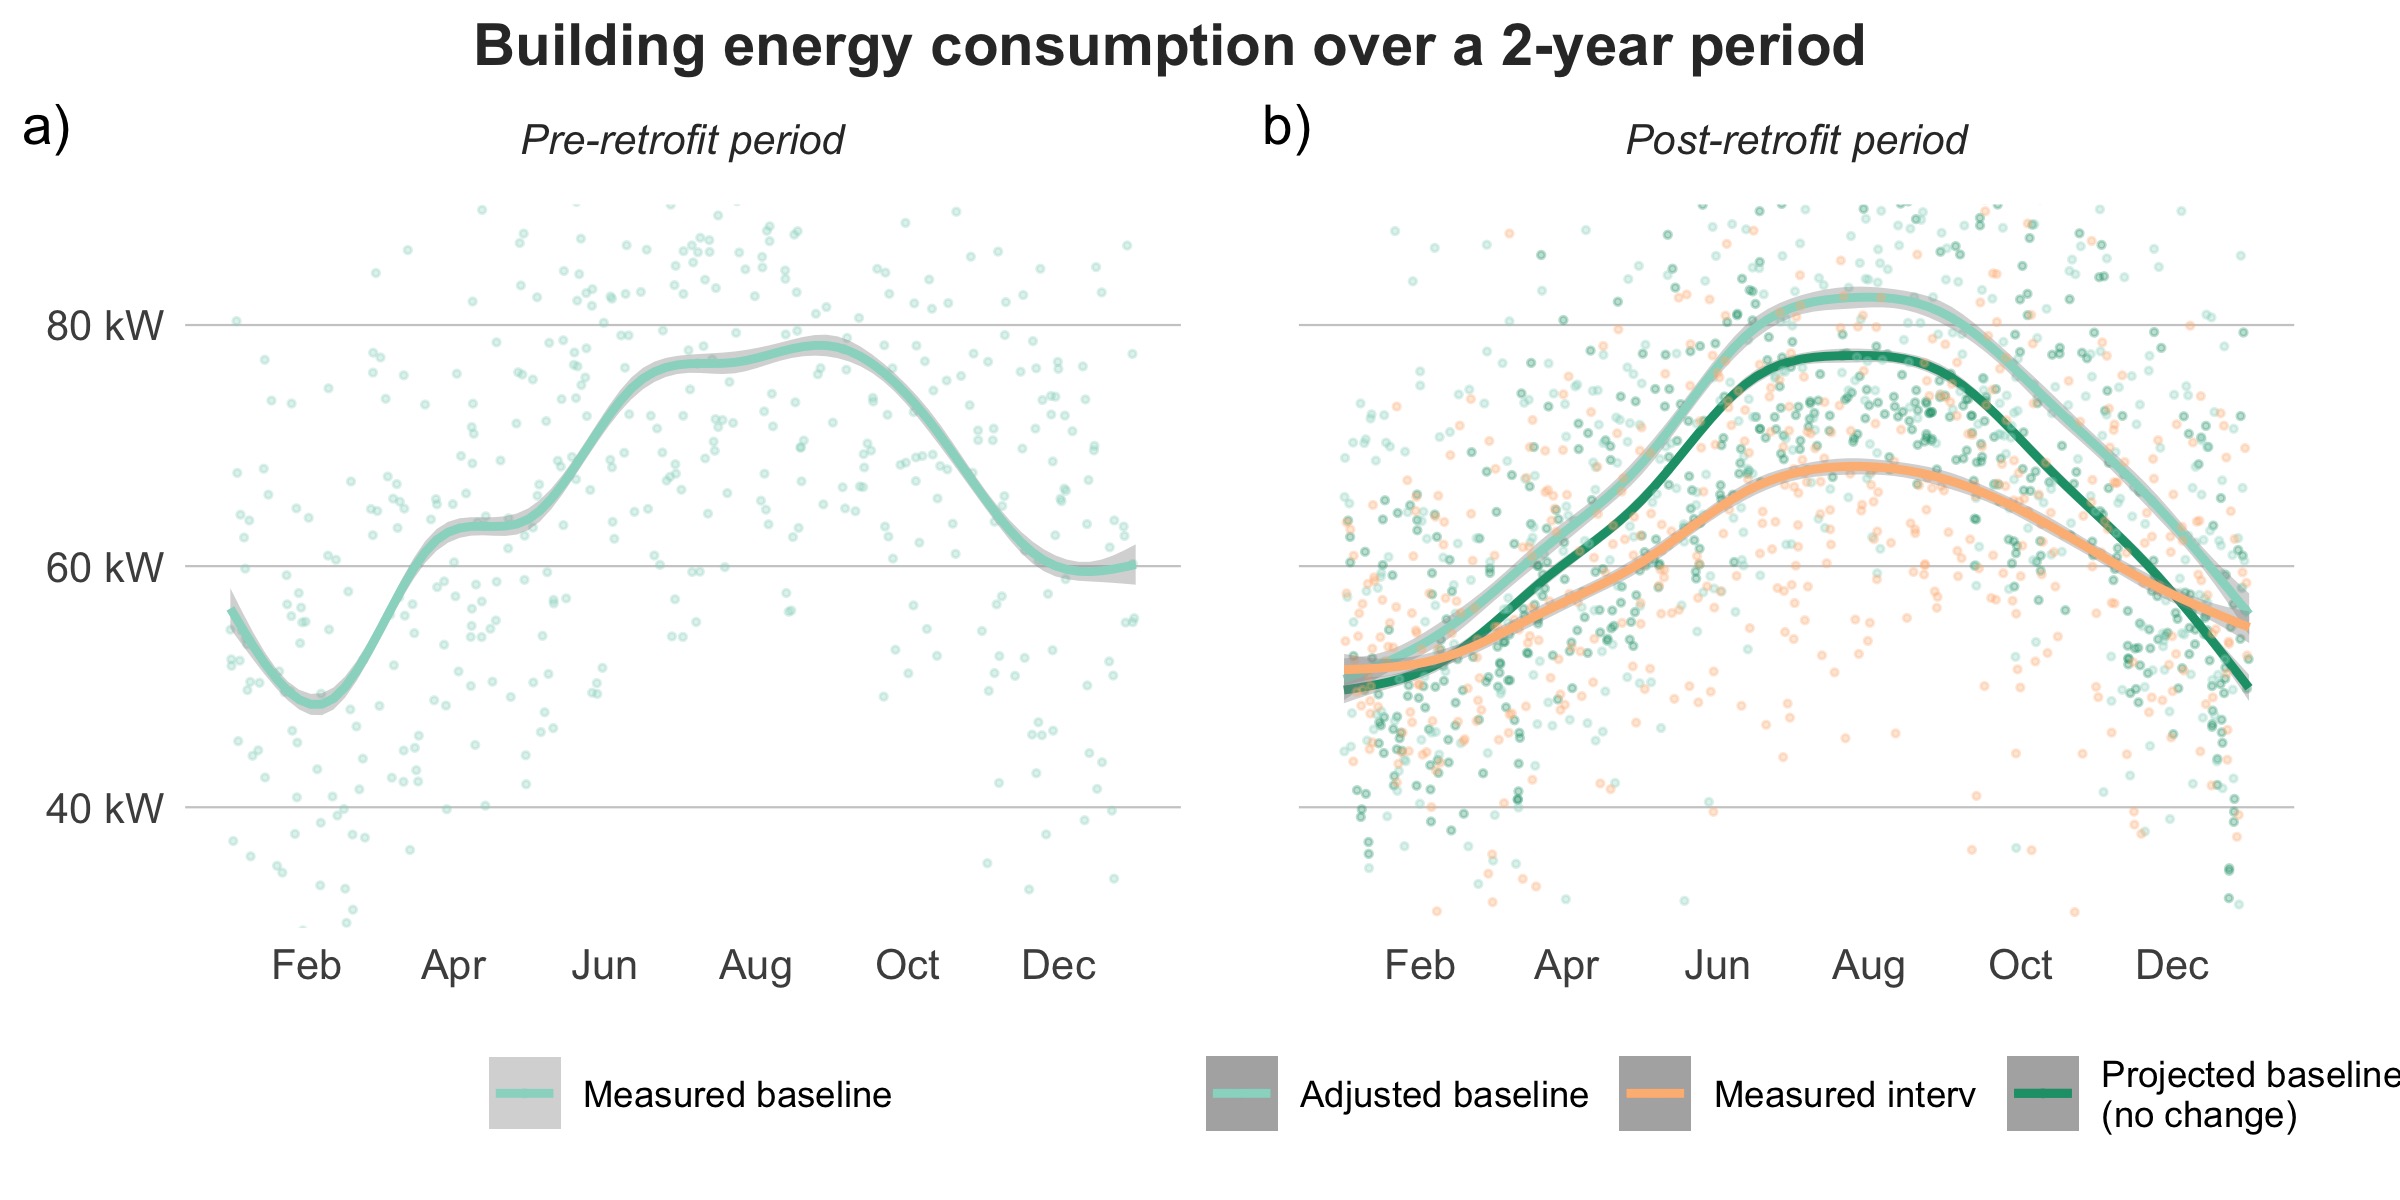 Building energy consumption over a 2-year period
a)
Pre-retrofit period
b)
Post-retrofit period
80 kW
60 kW
40 kW
Feb Apr Jun Aug Oct Dec
Feb Apr Jun Aug Oct Dec
Measured baseline
Adjusted baseline
Measured interv
Projected baseline
(no change)